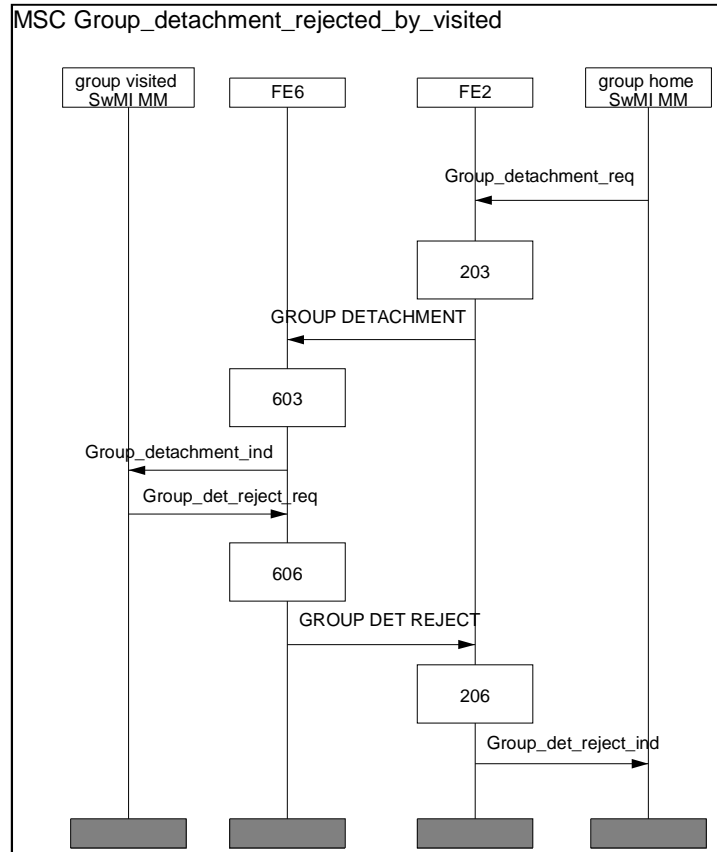 MSC Group_detachment_rejected_by_visited
group visited
SwMI MM
FE6
FE2
group home
SwMI MM
Group_detachment_req
203
GROUP DETACHMENT
603
Group_detachment_ind
Group_det_reject_req
606
GROUP DET REJECT
206
Group_det_reject_ind